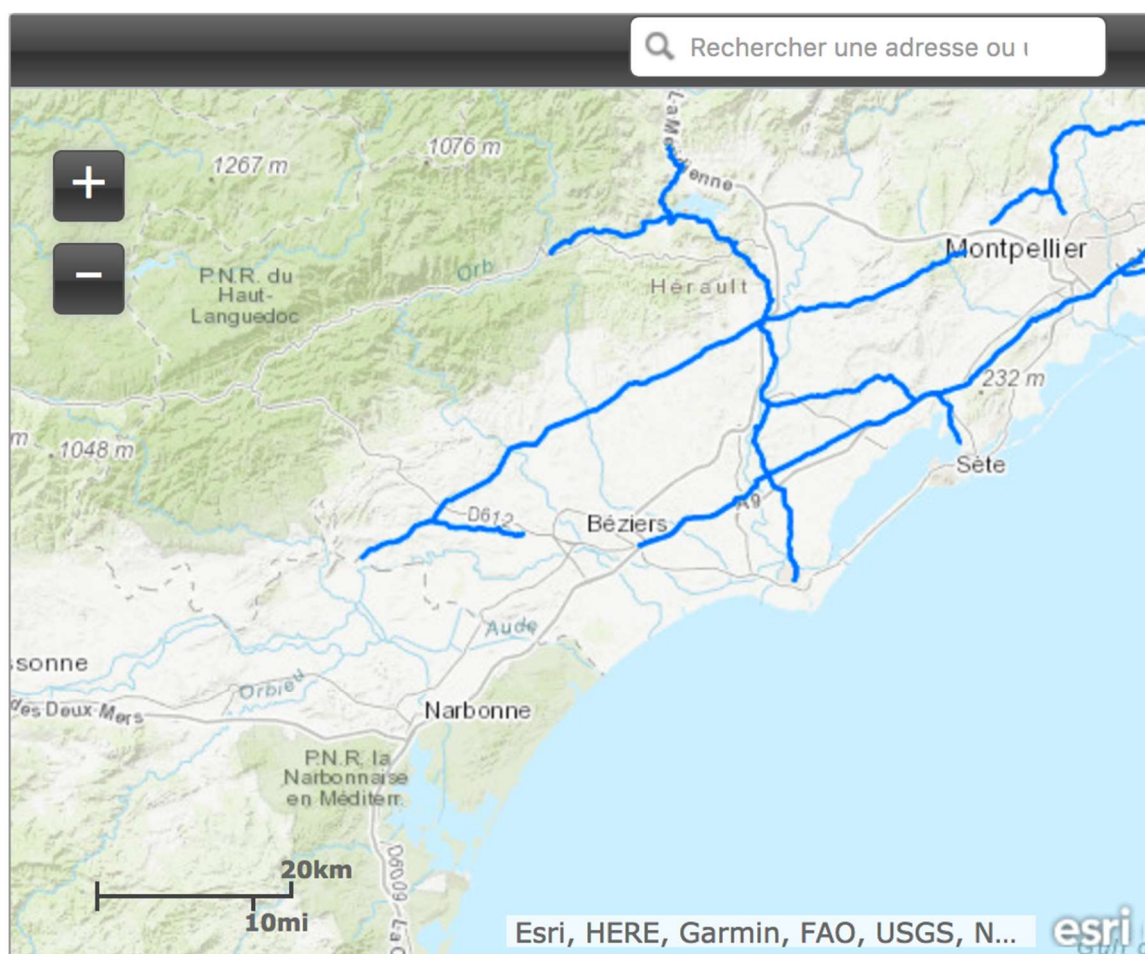 Rechercher une adresse ou u
La Méridienne
1076 m
1267 m
+
−
Montpellier
Orb
P.N.R. du
Haut-
Languedoc
Hérault
232 m
m
1048 m
Sète
D612
A9
Béziers
Aude
ssonne
Orbieu
des Deux-Mers
Narbonne
P.N.R. la
Narbonnaise
en Méditerr.
20km
10mi
D6009
La C
Esri, HERE, Garmin, FAO, USGS, N...
esri